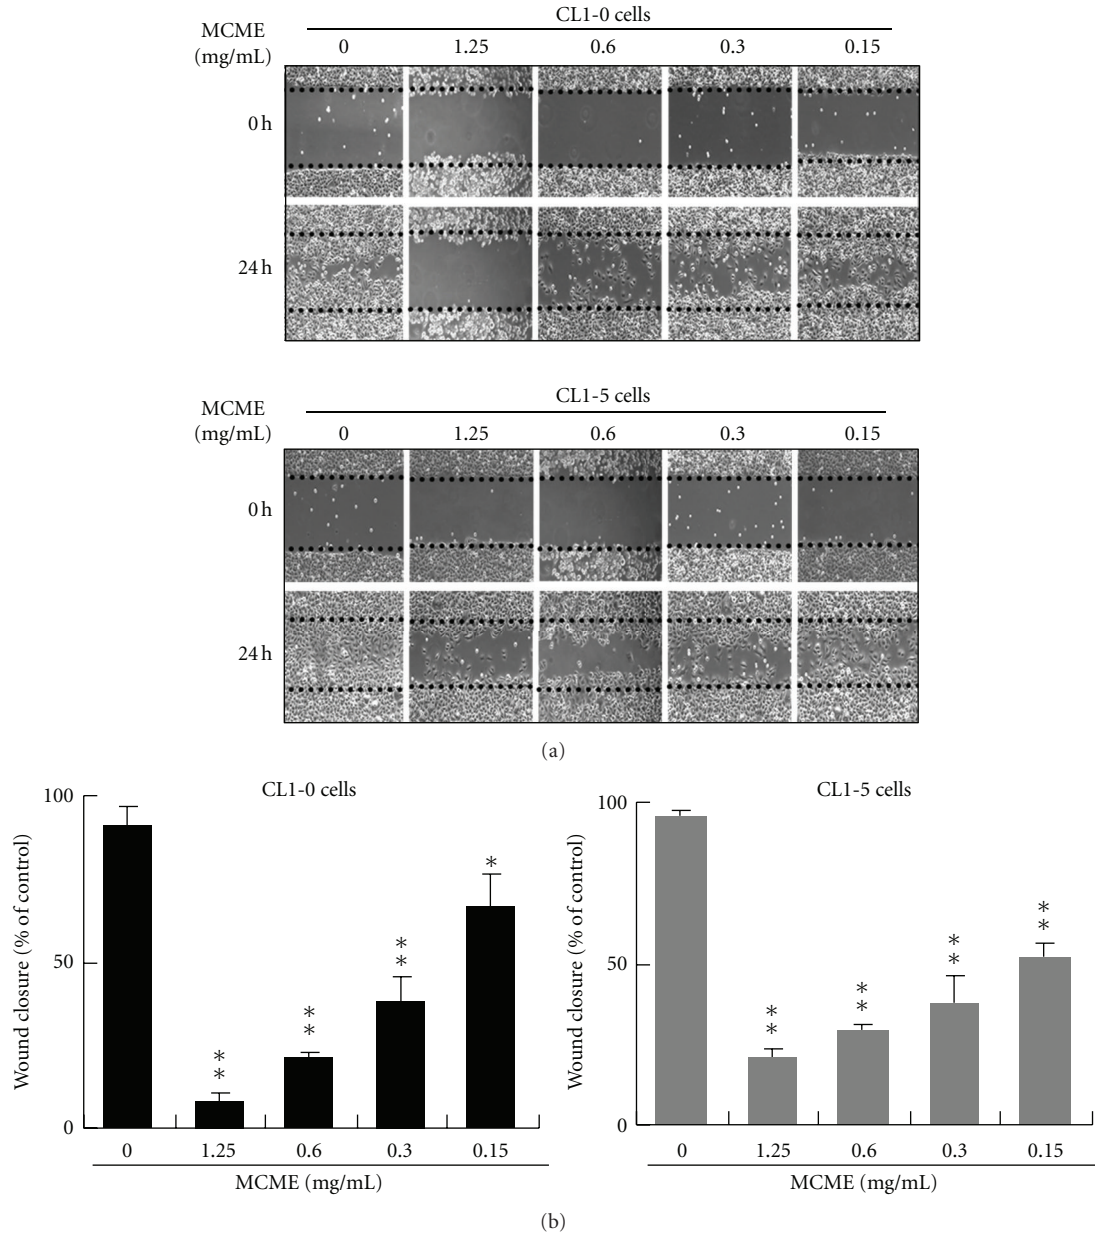 CL1-0 cells
MCME
(mg/mL)
0 1.25 0.6 0.3 0.15
0 h
24 h
CL1-5 cells
MCME
(mg/mL)
0 1.25 0.6 0.3 0.15
0 h
24 h
(a)
CL1-0 cells
Wound closure (% of control)
100
50
0
**
**
**
*
0 1.25 0.6 0.3 0.15
MCME (mg/mL)
CL1-5 cells
Wound closure (% of control)
100
50
0
**
**
**
**
0 1.25 0.6 0.3 0.15
MCME (mg/mL)
(b)